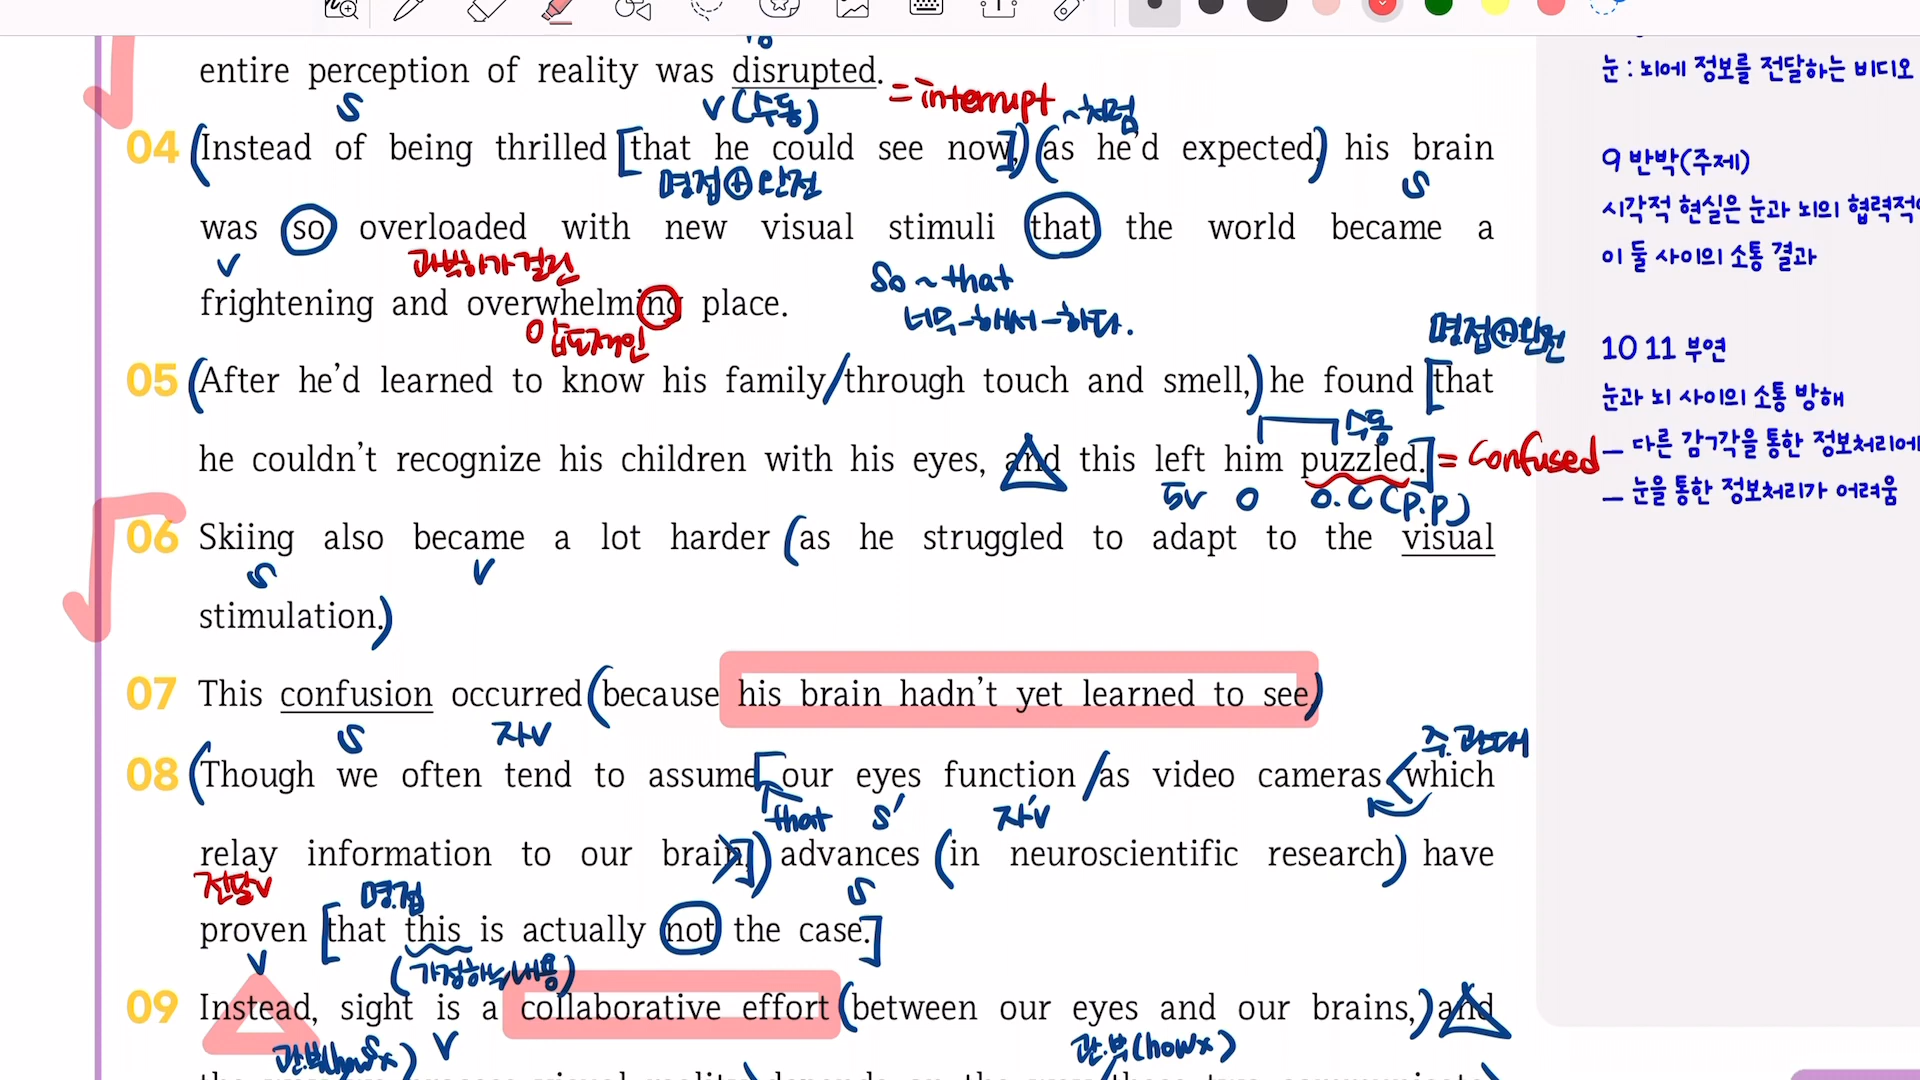 entire perception of reality was disrupted.
= interrupt
눈 : 뇌에 정보를 전달하는 비디오
S
V (수동)
~처럼
04 (Instead of being thrilled [that he could see now,]) (as he'd expected,) his brain
명접⊕완전
S
9 반박(주제)
시각적 현실은 눈과 뇌의 협력적
이 둘 사이의 소통 결과
was so overloaded with new visual stimuli that the world became a
V
과부하가 걸린
so ~ that
너무 ~해서 ~하다.
frightening and overwhelming place.
압도적인
명접⊕완전
10 11 부연
눈과 뇌 사이의 소통 방해
_ 다른 감각을 통한 정보처리에
_ 눈을 통한 정보처리가 어려움
05 (After he'd learned to know his family / through touch and smell,) he found [that
수동
he couldn't recognize his children with his eyes, and this left him puzzled.] = confused
5V O O.C (P.P)
06 Skiing also became a lot harder (as he struggled to adapt to the visual
S V
stimulation.)
07 This confusion occurred (because his brain hadn't yet learned to see)
S 자V
주.관대
08 (Though we often tend to assume [our eyes function / as video cameras <which
that S' 자V'
relay information to our brain,>]) advances (in neuroscientific research) have
전달V
명.접
S
proven [that this is actually not the case.]
V
(가정하는 내용)
09 Instead, sight is a collaborative effort (between our eyes and our brains,) and
S V
관.부(how x)
관.부(how x)